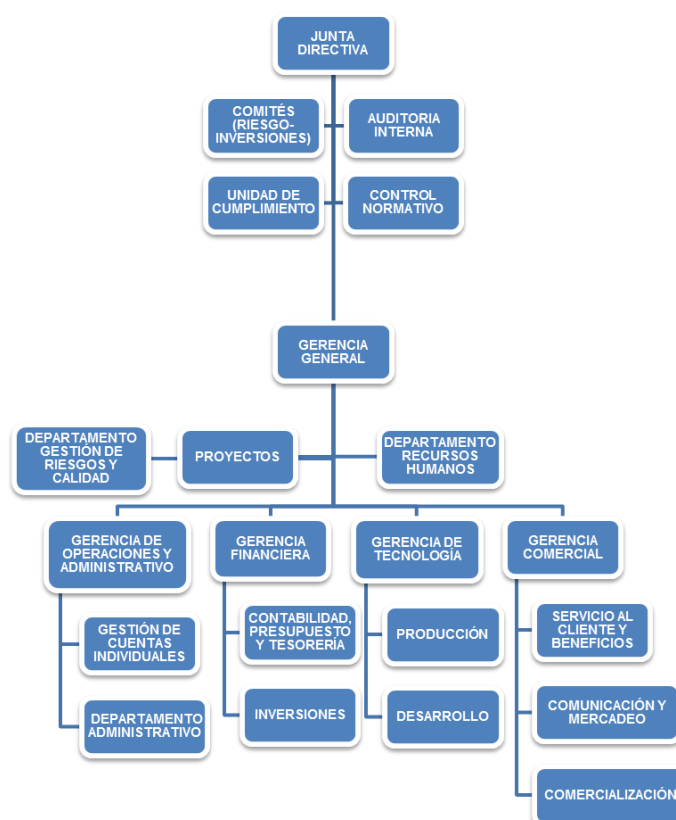 JUNTA
DIRECTIVA
COMITÉS
(RIESGO-
INVERSIONES)
AUDITORIA
INTERNA
UNIDAD DE
CUMPLIMIENTO
CONTROL
NORMATIVO
GERENCIA
GENERAL
DEPARTAMENTO
GESTIÓN DE
RIESGOS Y
CALIDAD
PROYECTOS
DEPARTAMENTO
RECURSOS
HUMANOS
GERENCIA DE
OPERACIONES Y
ADMINISTRATIVO
GERENCIA
FINANCIERA
GERENCIA DE
TECNOLOGÍA
GERENCIA
COMERCIAL
GESTIÓN DE
CUENTAS
INDIVIDUALES
CONTABILIDAD,
PRESUPUESTO
Y TESORERÍA
PRODUCCIÓN
SERVICIO AL
CLIENTE Y
BENEFICIOS
DEPARTAMENTO
ADMINISTRATIVO
INVERSIONES
DESARROLLO
COMUNICACIÓN Y
MERCADEO
COMERCIALIZACIÓN